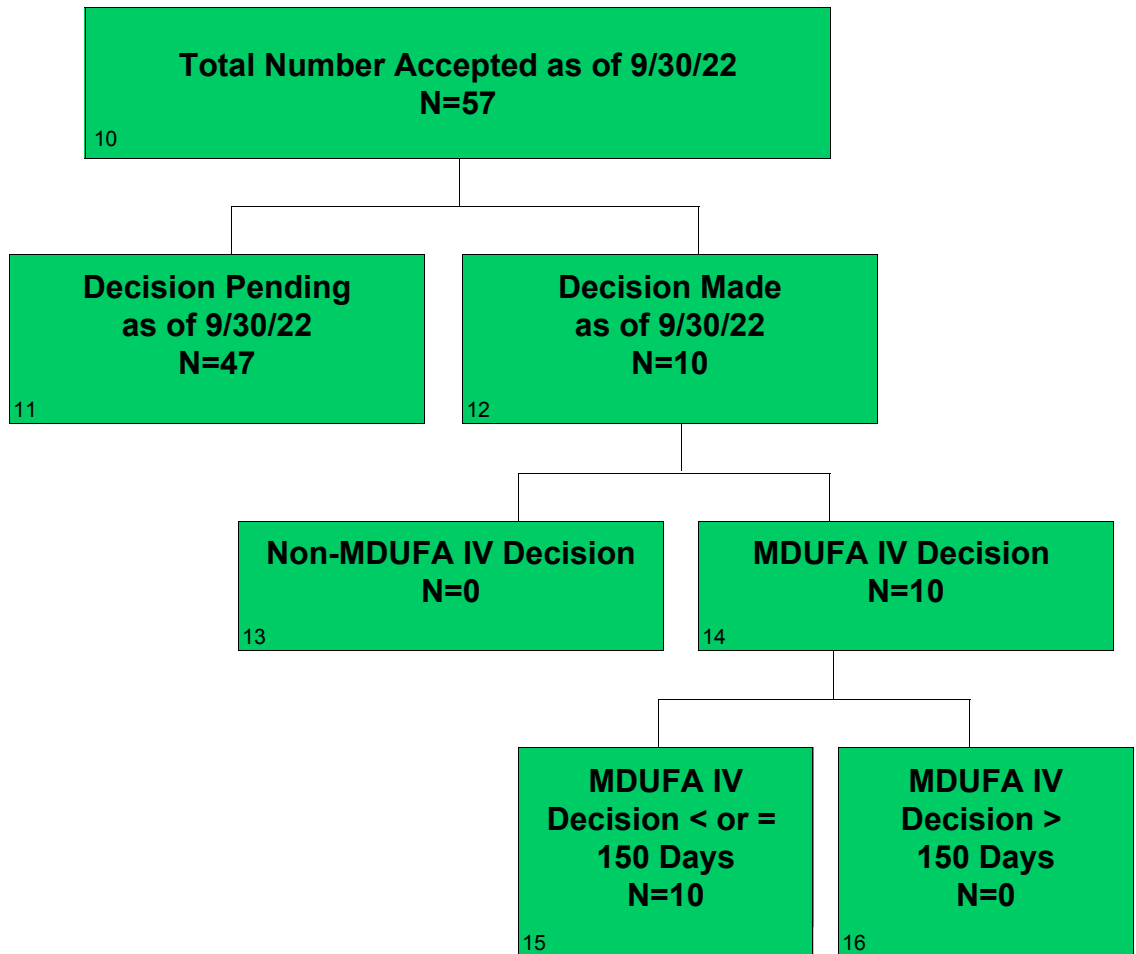 Total Number Accepted as of 9/30/22
N=57
10
Decision Pending
as of 9/30/22
N=47
11
Decision Made
as of 9/30/22
N=10
12
Non-MDUFA IV Decision
N=0
13
MDUFA IV Decision
N=10
14
MDUFA IV
Decision < or =
150 Days
N=10
15
MDUFA IV
Decision >
150 Days
N=0
16